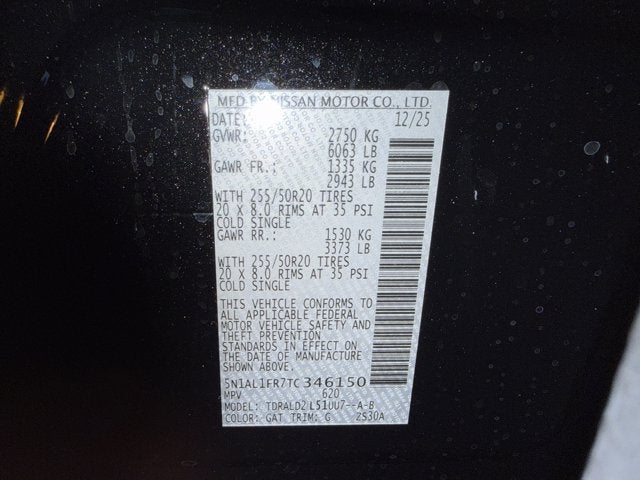 MFD BY NISSAN MOTOR CO., LTD.
DATE: 12/25
GVWR: 2750 KG
6063 LB
GAWR FR.: 1335 KG
2943 LB
WITH 255/50R20 TIRES
20 X 8.0 RIMS AT 35 PSI
COLD SINGLE
GAWR RR.: 1530 KG
3373 LB
WITH 255/50R20 TIRES
20 X 8.0 RIMS AT 35 PSI
COLD SINGLE
THIS VEHICLE CONFORMS TO
ALL APPLICABLE FEDERAL
MOTOR VEHICLE SAFETY AND
THEFT PREVENTION
STANDARDS IN EFFECT ON
THE DATE OF MANUFACTURE
5N1AL1FR7TC346150
MPV 620
MODEL: TDRALD2 L51UU7--A-B
COLOR: GAT TRIM: G 2S30A